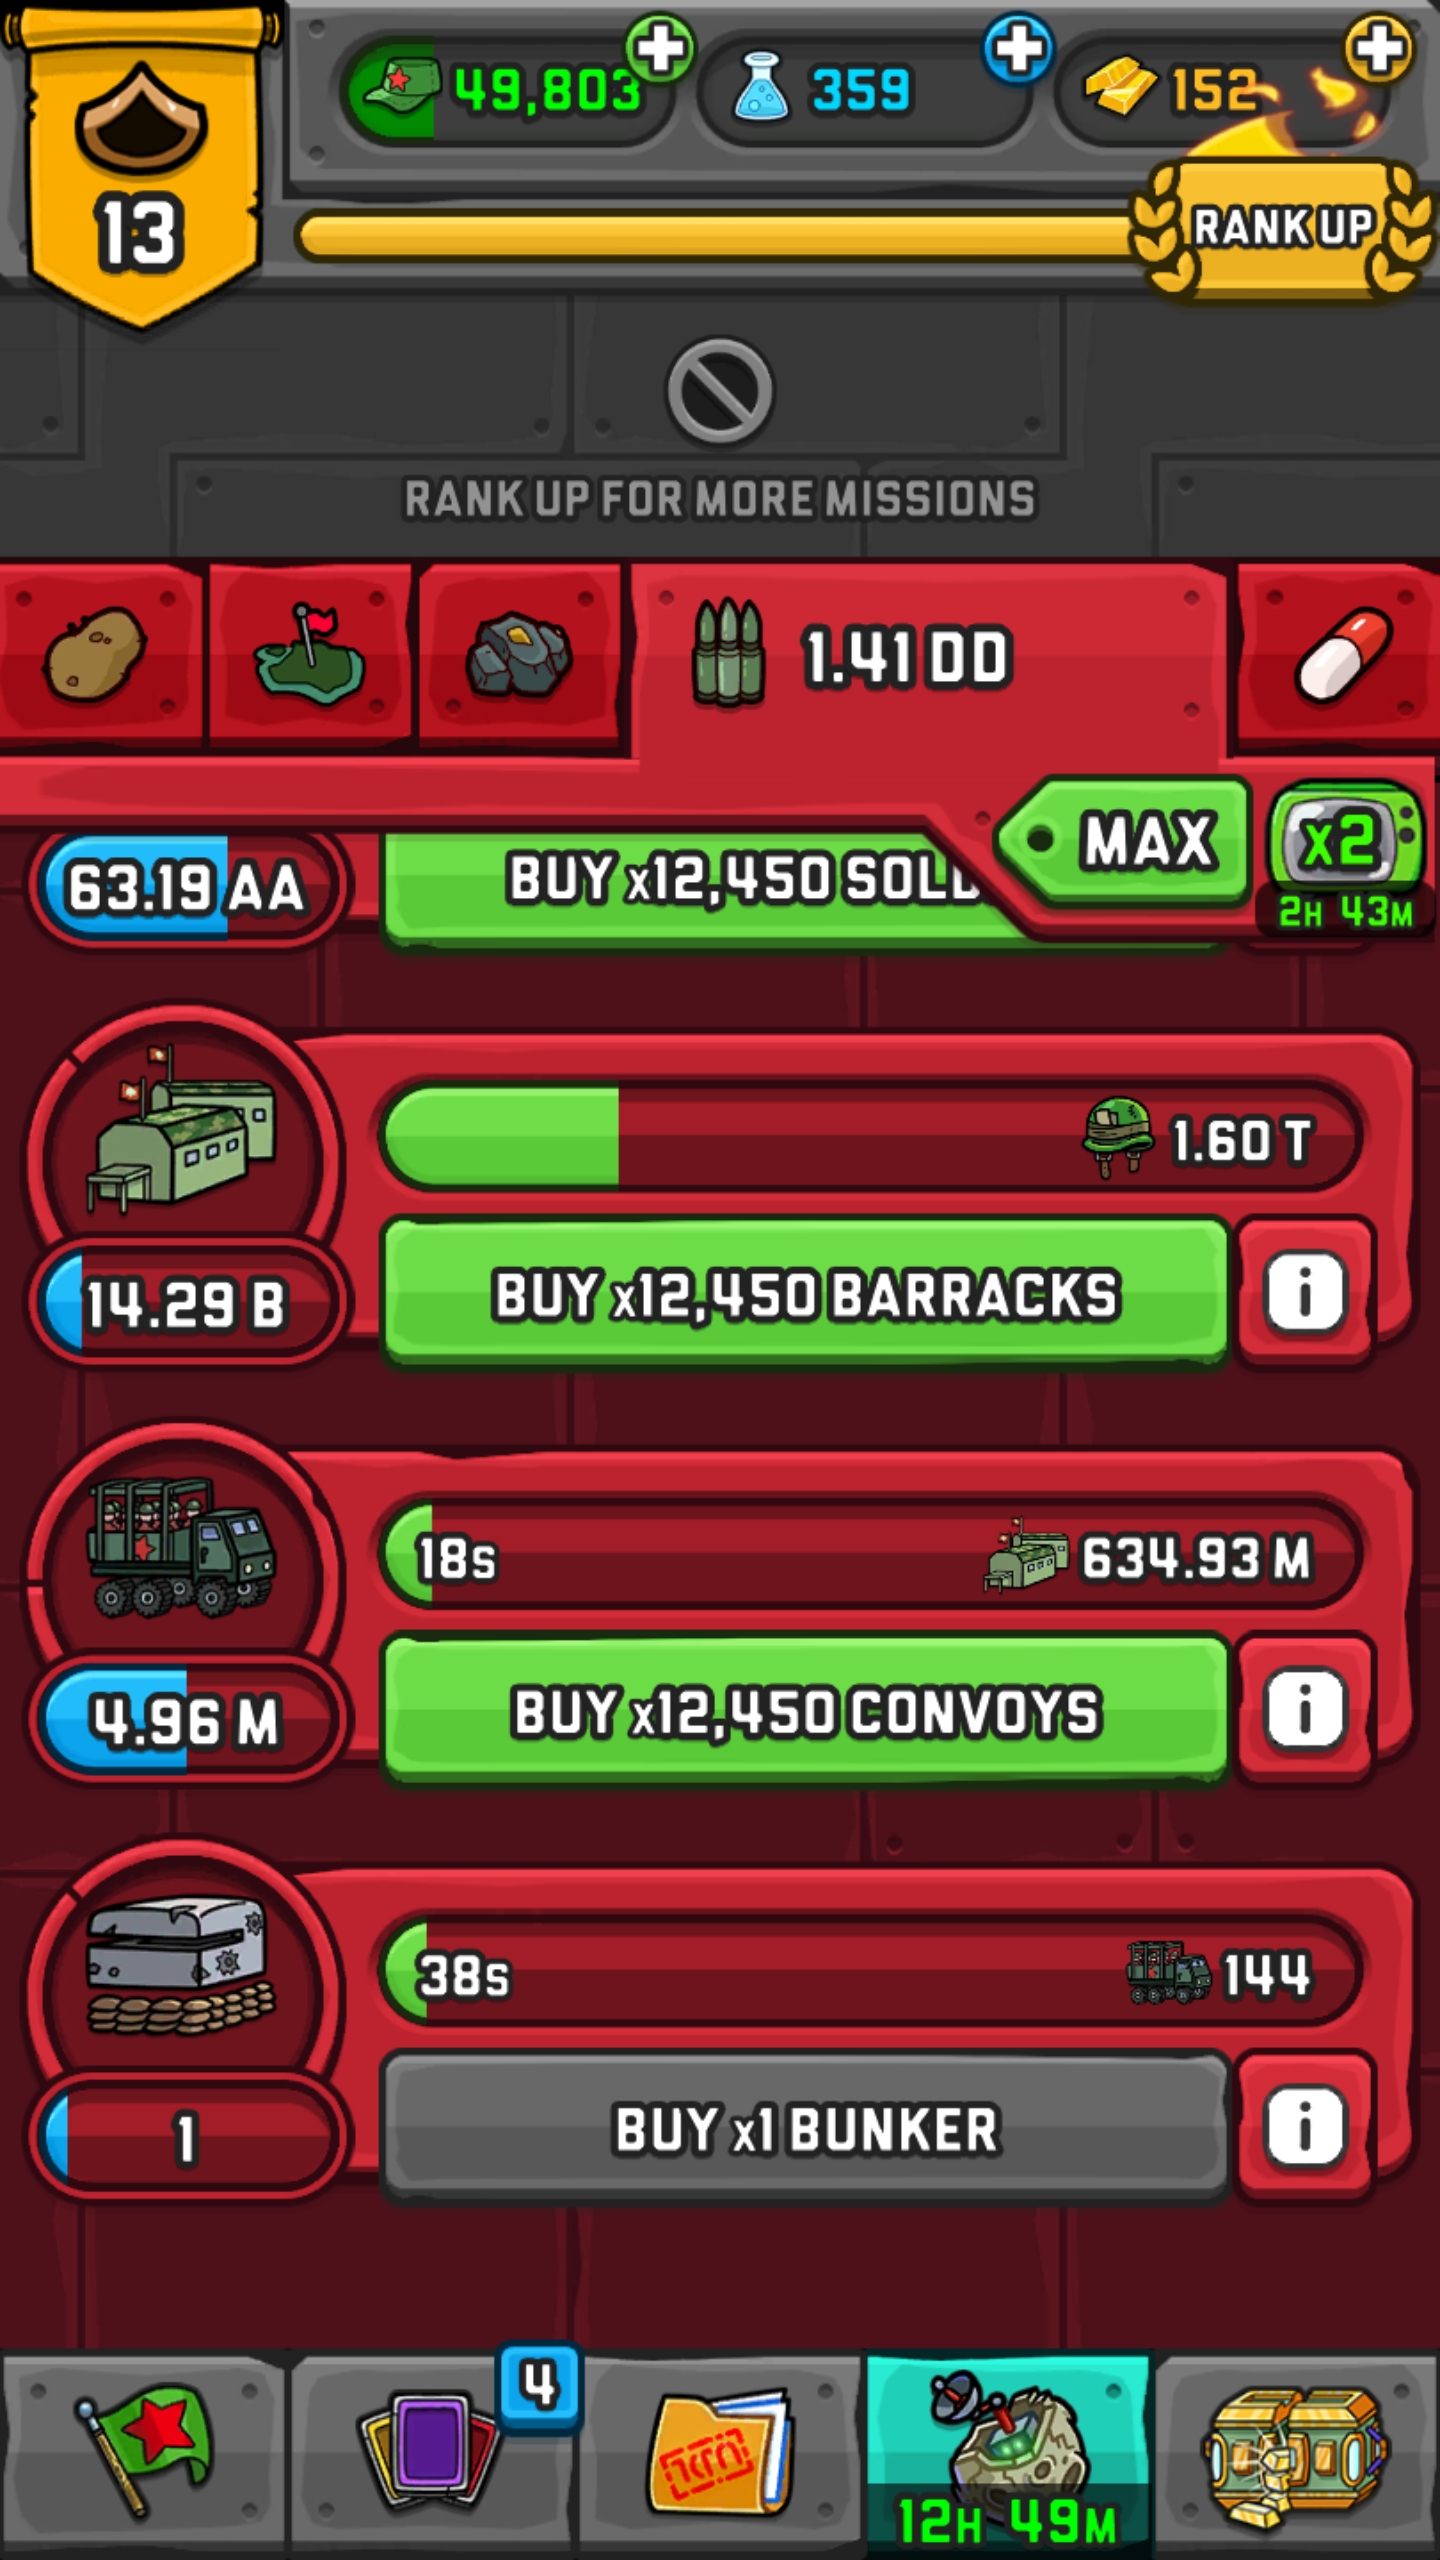 49,803
359
152
13
RANK UP
RANK UP FOR MORE MISSIONS
1.41 DD
MAX
x2
2H 43M
63.19 AA
BUY x12,450 SOLD
1.60 T
14.29 B
BUY x12,450 BARRACKS
18s
634.93 M
4.96 M
BUY x12,450 CONVOYS
38s
144
1
BUY x1 BUNKER
4
12H 49M